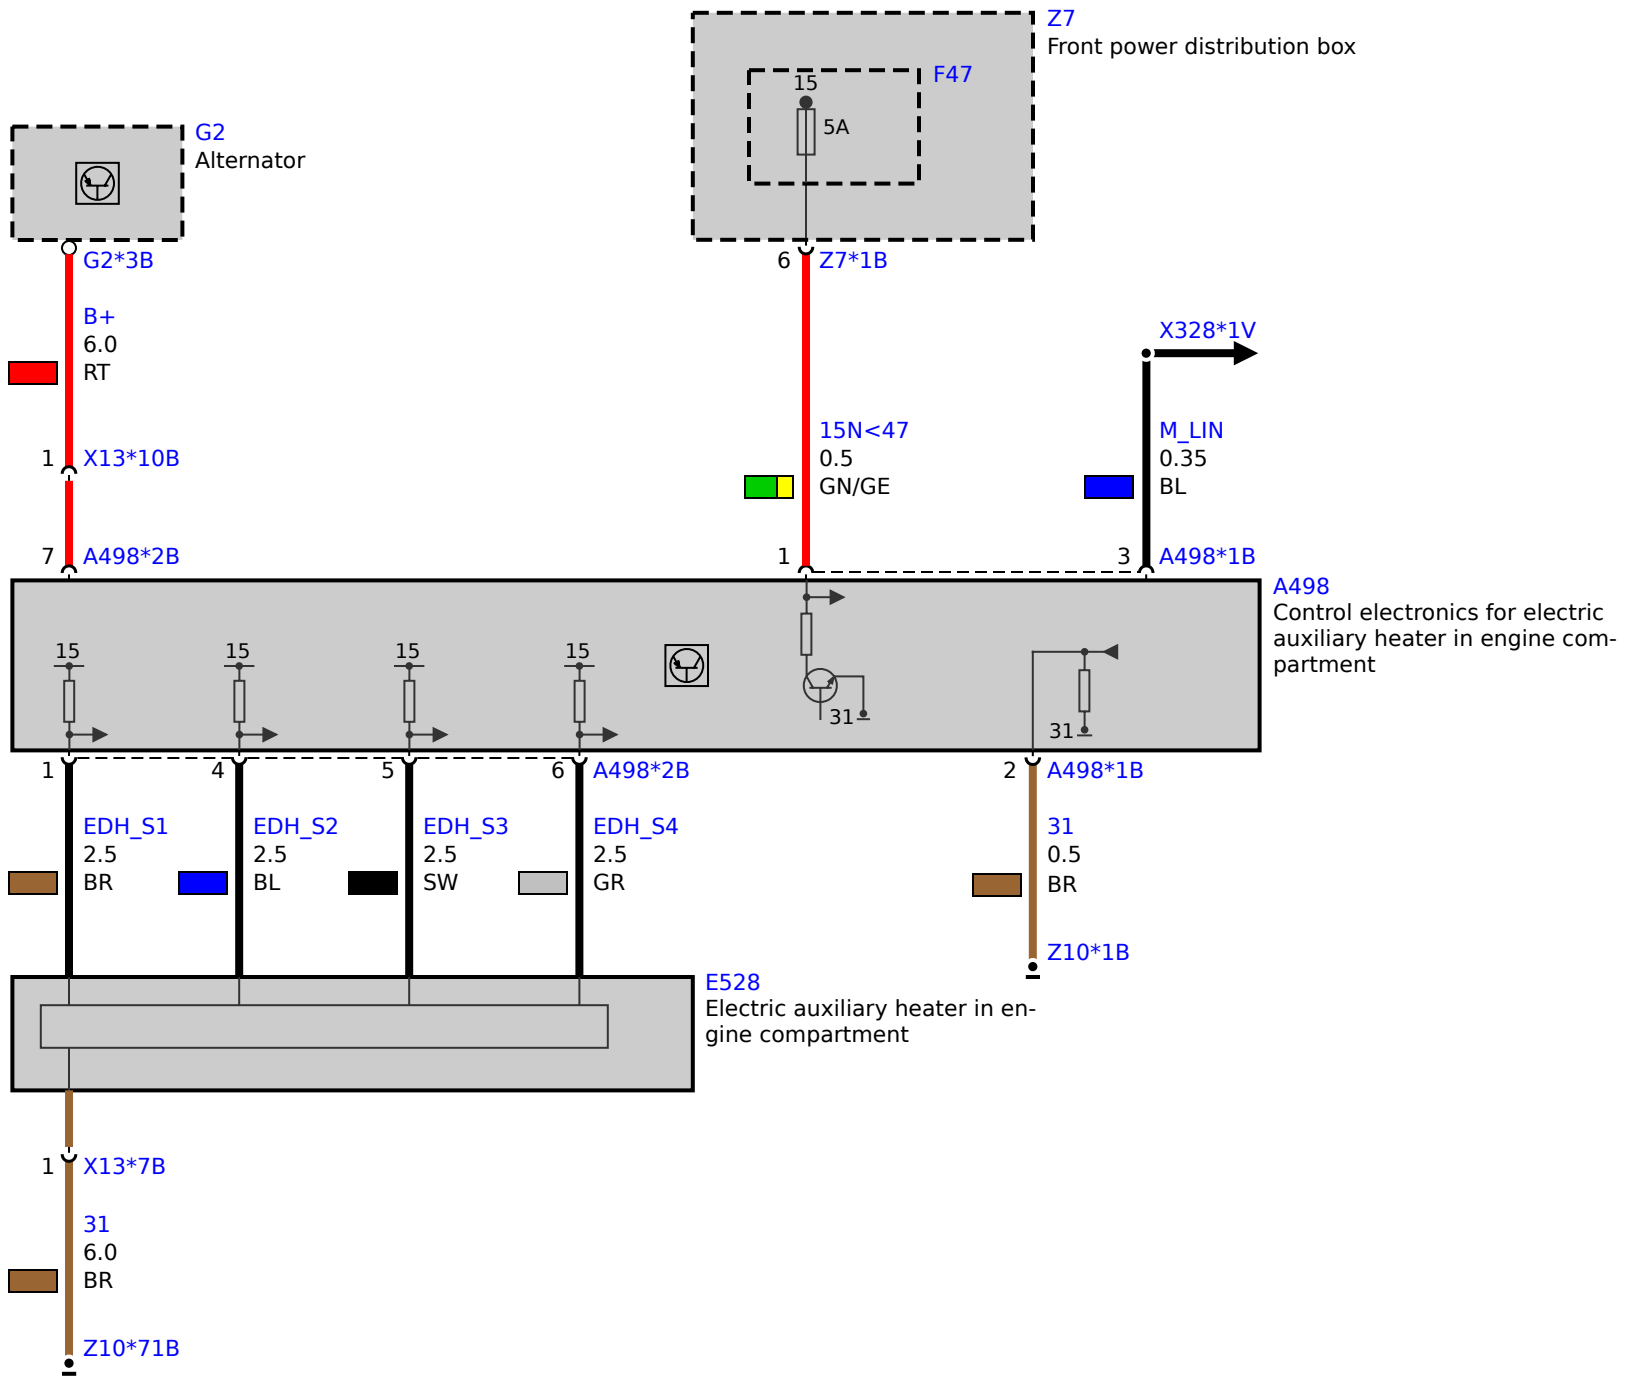 Z7
Front power distribution box
F47
15
5A
G2
Alternator
G2*3B
6
Z7*1B
B+
6.0
RT
X328*1V
1
X13*10B
15N<47
0.5
GN/GE
M_LIN
0.35
BL
7
A498*2B
1
3
A498*1B
A498
Control electronics for electric
auxiliary heater in engine com-
partment
15
15
15
15
31
31
1
4
5
6
A498*2B
2
A498*1B
EDH_S1
2.5
BR
EDH_S2
2.5
BL
EDH_S3
2.5
SW
EDH_S4
2.5
GR
31
0.5
BR
Z10*1B
E528
Electric auxiliary heater in en-
gine compartment
1
X13*7B
31
6.0
BR
Z10*71B